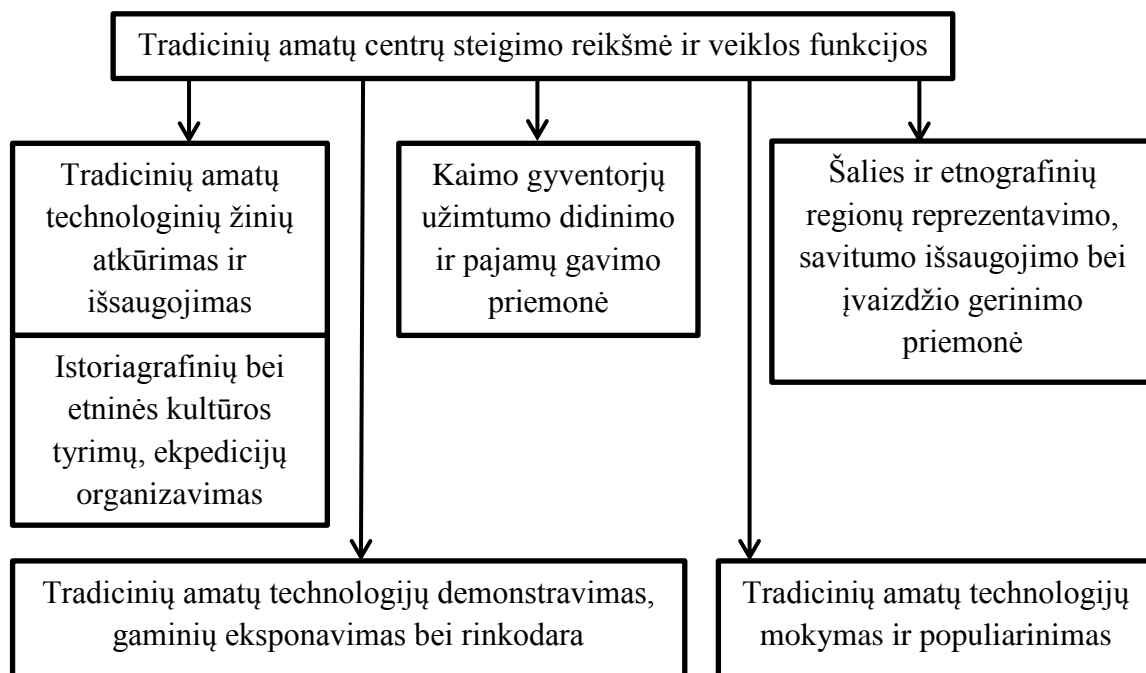 Tradicinių amatų centrų steigimo reikšmė ir veiklos funkcijos
Tradicinių amatų
technologinių žinių
atkūrimas ir
išsaugojimas
Istoriagrafinių bei
etninės kultūros
tyrimų, ekpedicijų
organizavimas
Kaimo gyventorjų
užimtumo didinimo
ir pajamų gavimo
priemonė
Šalies ir etnografinių
regionų reprezentavimo,
savitumo išsaugojimo bei
įvaizdžio gerinimo
priemonė
Tradicinių amatų technologijų demonstravimas,
gaminių eksponavimas bei rinkodara
Tradicinių amatų technologijų
mokymas ir populiarinimas